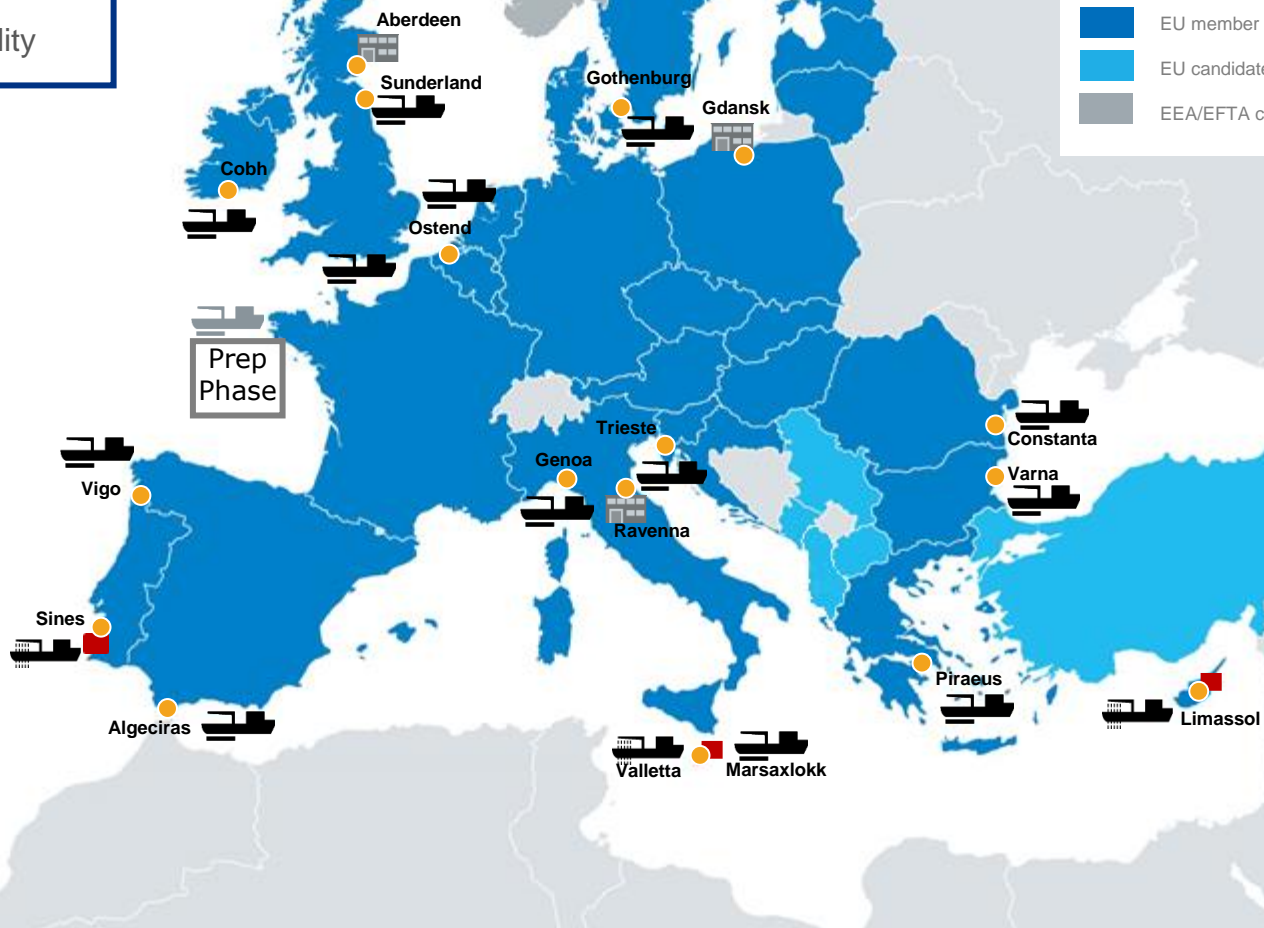 Aberdeen
EU member
lity
Sunderland
EU candidate
Gothenburg
Gdansk
EEA/EFTA c
Cobh
Ostend
Prep
Phase
Trieste
Constanta
Genoa
Varna
Vigo
Ravenna
Sines
Piraeus
Algeciras
Limassol
Valletta
Marsaxlokk